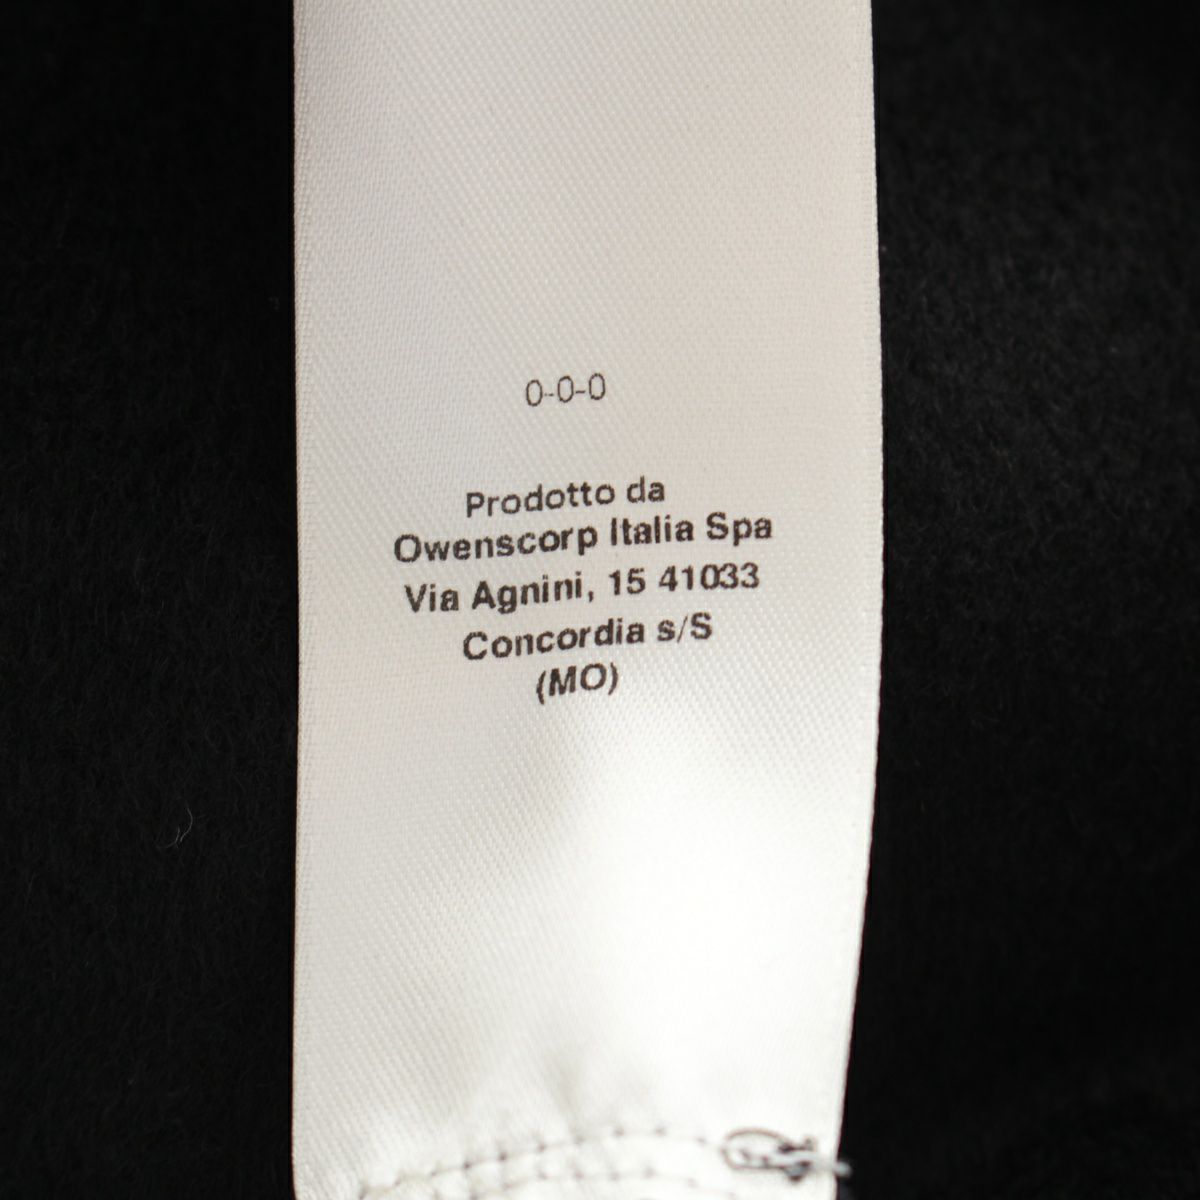 0-0-0
Prodotto da
Owenscorp Italia Spa
Via Agnini, 15 41033
Concordia s/S
(MO)